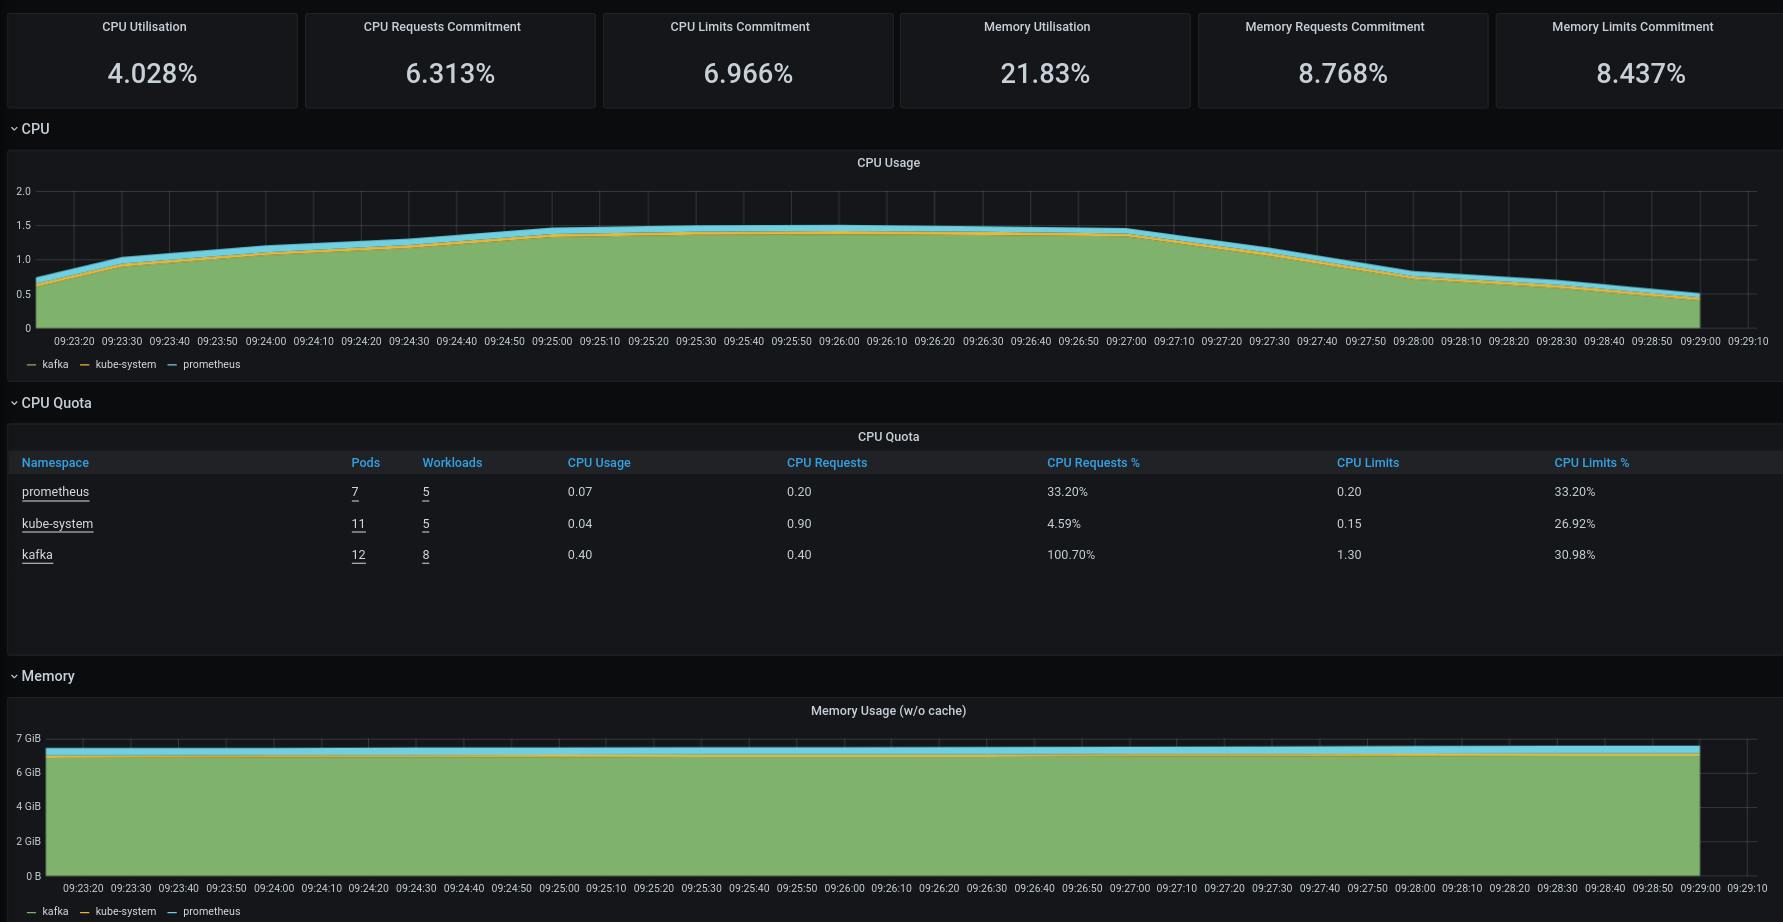 CPU Utilisation CPU Requests Commitment CPU Limits Commitment Memory Utilisation Memory Requests Commitment Memory Limits Commitment
4.028% 6.313% 6.966% 21.83% 8.768% 8.437%
CPU
CPU Usage
2.0
1.5
1.0
0.5
0
09:23:20 09:23:30 09:23:40 09:23:50 09:24:00 09:24:10 09:24:20 09:24:30 09:24:40 09:24:50 09:25:00 09:25:10 09:25:20 09:25:30 09:25:40 09:25:50 09:26:00 09:26:10 09:26:20 09:26:30 09:26:40 09:26:50 09:27:00 09:27:10 09:27:20 09:27:30 09:27:40 09:27:50 09:28:00 09:28:10 09:28:20 09:28:30 09:28:40 09:28:50 09:29:00 09:29:10
kafka kube-system prometheus
CPU Quota
CPU Quota
Namespace Pods Workloads CPU Usage CPU Requests CPU Requests % CPU Limits CPU Limits %
prometheus 7 5 0.07 0.20 33.20% 0.20 33.20%
kube-system 11 5 0.04 0.90 4.59% 0.15 26.92%
kafka 12 8 0.40 0.40 100.70% 1.30 30.98%
Memory
Memory Usage (w/o cache)
7 GiB
6 GiB
4 GiB
2 GiB
0 B
09:23:20 09:23:30 09:23:40 09:23:50 09:24:00 09:24:10 09:24:20 09:24:30 09:24:40 09:24:50 09:25:00 09:25:10 09:25:20 09:25:30 09:25:40 09:25:50 09:26:00 09:26:10 09:26:20 09:26:30 09:26:40 09:26:50 09:27:00 09:27:10 09:27:20 09:27:30 09:27:40 09:27:50 09:28:00 09:28:10 09:28:20 09:28:30 09:28:40 09:28:50 09:29:00 09:29:10
kafka kube-system prometheus